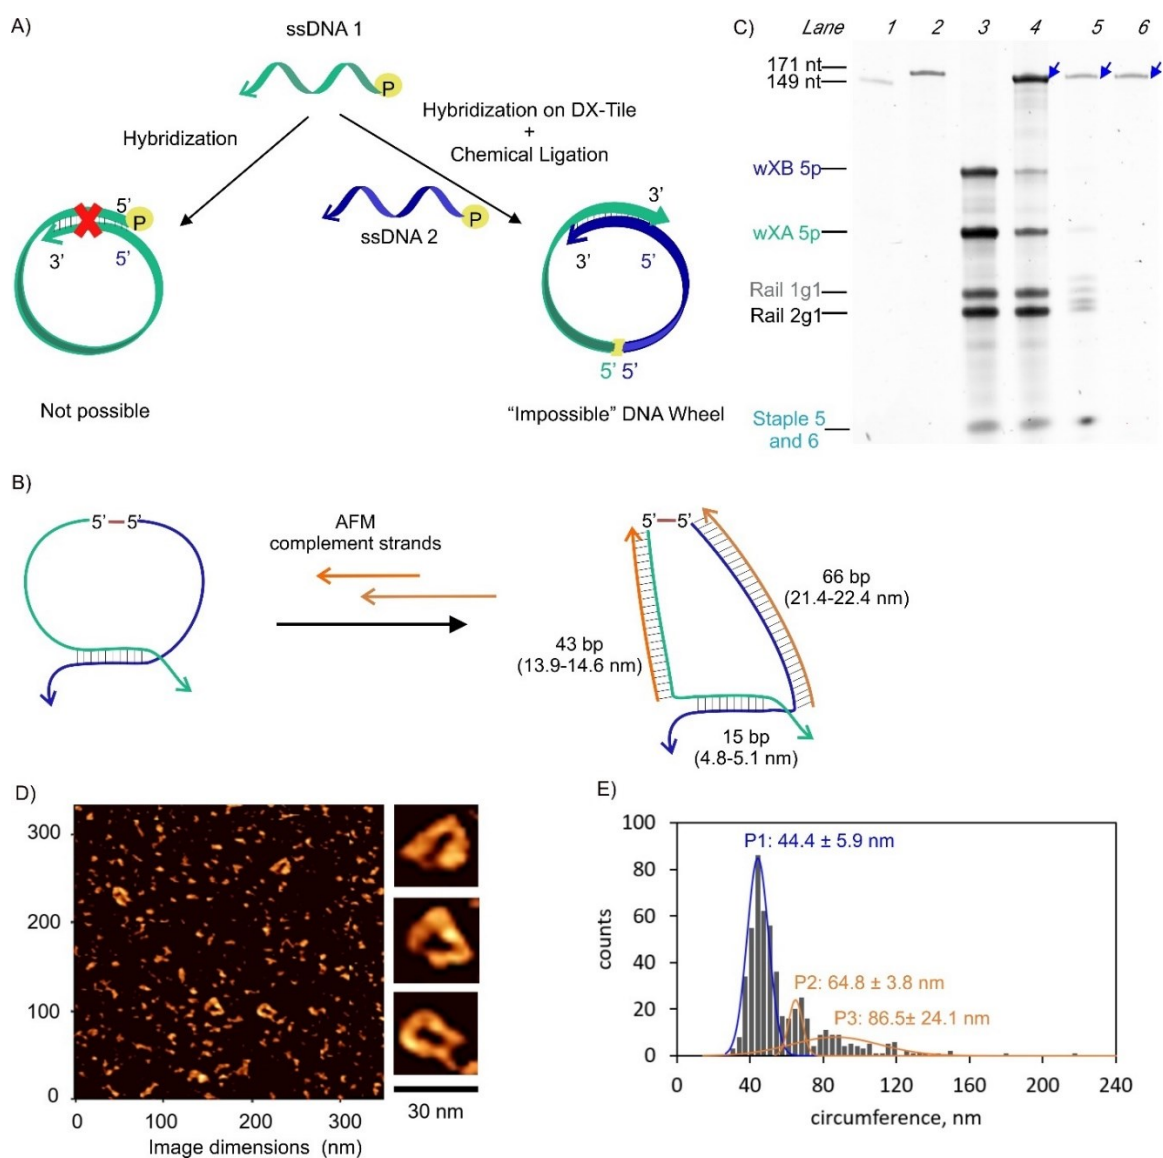 A)
ssDNA 1
P
Hybridization
Hybridization on DX-Tile
+
Chemical Ligation
5’
P
3’
5’
P
ssDNA 2
3’
3’
5’
5’ 5’
Not possible
“Impossible” DNA Wheel
C)
Lane 1 2 3 4 5 6
171 nt
149 nt
wXB 5p
wXA 5p
Rail 1g1
Rail 2g1
Staple 5
and 6
B)
5’ 5’
AFM
complement strands
5’ 5’
66 bp
(21.4-22.4 nm)
43 bp
(13.9-14.6 nm)
15 bp
(4.8-5.1 nm)
D)
300
200
100
0
0 100 200 300
Image dimensions (nm)
30 nm
E)
100
80
60
40
20
0
counts
P1: 44.4 ± 5.9 nm
P2: 64.8 ± 3.8 nm
P3: 86.5± 24.1 nm
0 40 80 120 160 200 240
circumference, nm